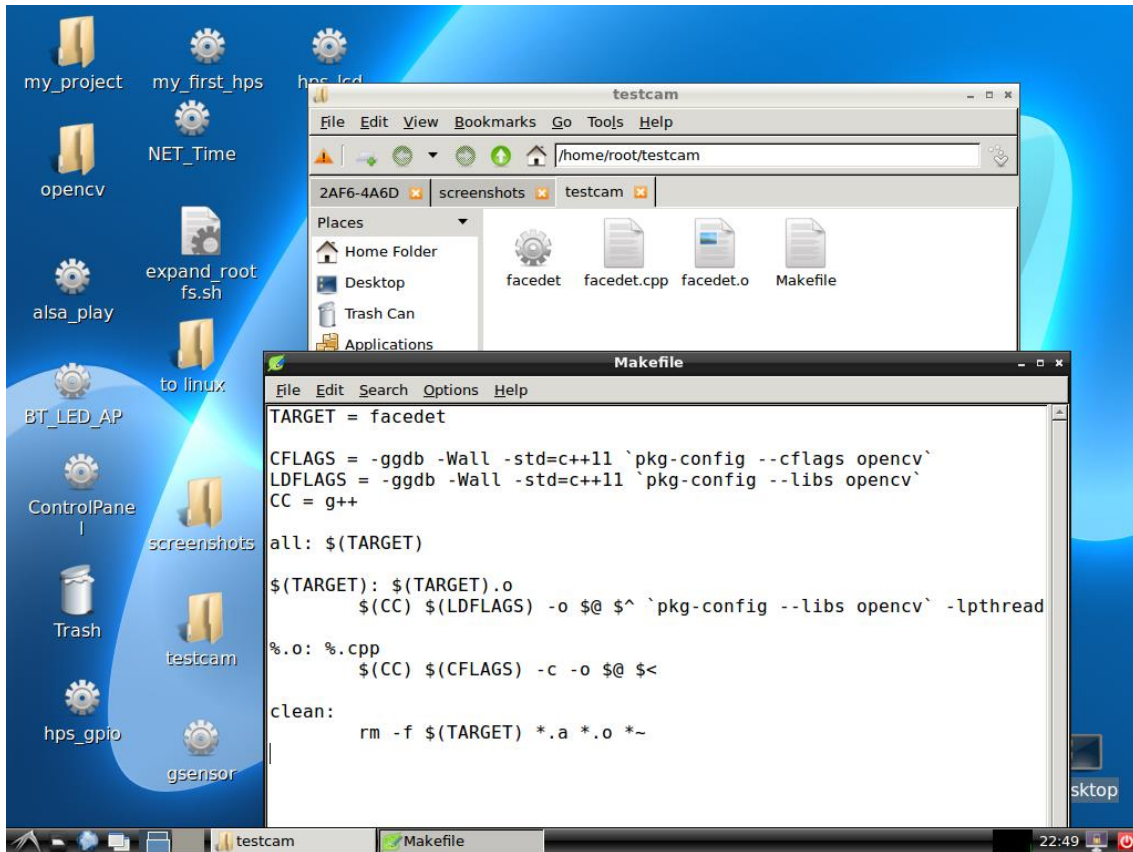 my_project
my_first_hps
hps_lcd
NET_Time
opencv
expand_root
fs.sh
alsa_play
to linux
BT_LED_AP
ControlPane
l
screenshots
Trash
testcam
hps_gpio
gsensor
testcam
File Edit View Bookmarks Go Tools Help
/home/root/testcam
2AF6-4A6D screenshots testcam
Places
Home Folder
Desktop
Trash Can
Applications
facedet facedet.cpp facedet.o Makefile
Makefile
File Edit Search Options Help
TARGET = facedet
CFLAGS = -ggdb -Wall -std=c++11 `pkg-config --cflags opencv`
LDFLAGS = -ggdb -Wall -std=c++11 `pkg-config --libs opencv`
CC = g++
all: $(TARGET)
$(TARGET): $(TARGET).o
$(CC) $(LDFLAGS) -o $@ $^ `pkg-config --libs opencv` -lpthread
%.o: %.cpp
$(CC) $(CFLAGS) -c -o $@ $<
clean:
rm -f $(TARGET) *.a *.o *~
sktop
testcam Makefile 22:49